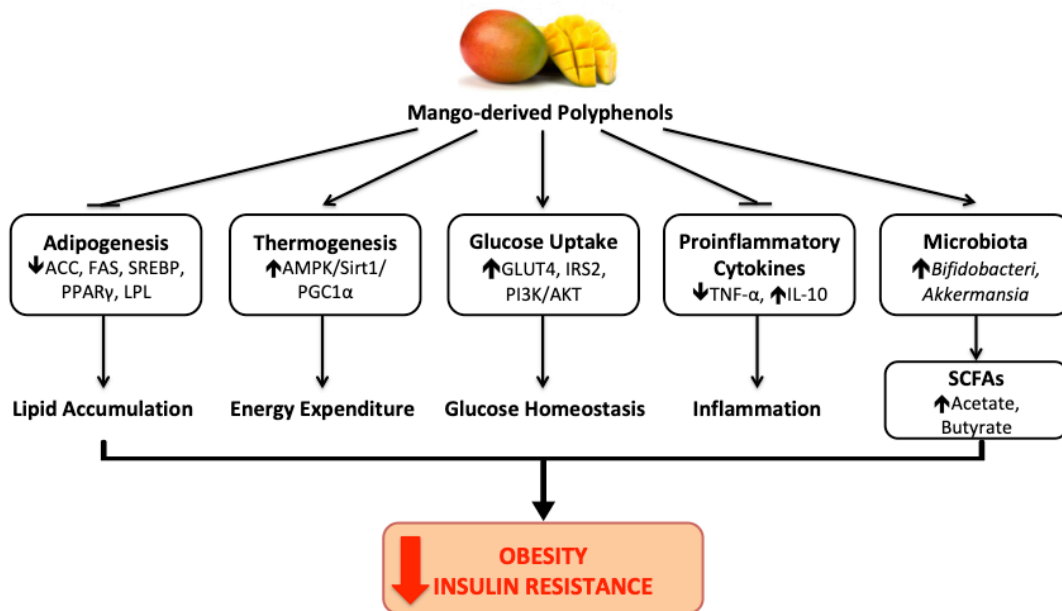 Mango-derived Polyphenols
Adipogenesis
↓ACC, FAS, SREBP,
PPARγ, LPL
Thermogenesis
↑AMPK/Sirt1/
PGC1α
Glucose Uptake
↑GLUT4, IRS2,
PI3K/AKT
Proinflammatory
Cytokines
↓TNF-α, ↑IL-10
Microbiota
↑Bifidobacteri,
Akkermansia
Lipid Accumulation
Energy Expenditure
Glucose Homeostasis
Inflammation
SCFAs
↑Acetate,
Butyrate
OBESITY
INSULIN RESISTANCE